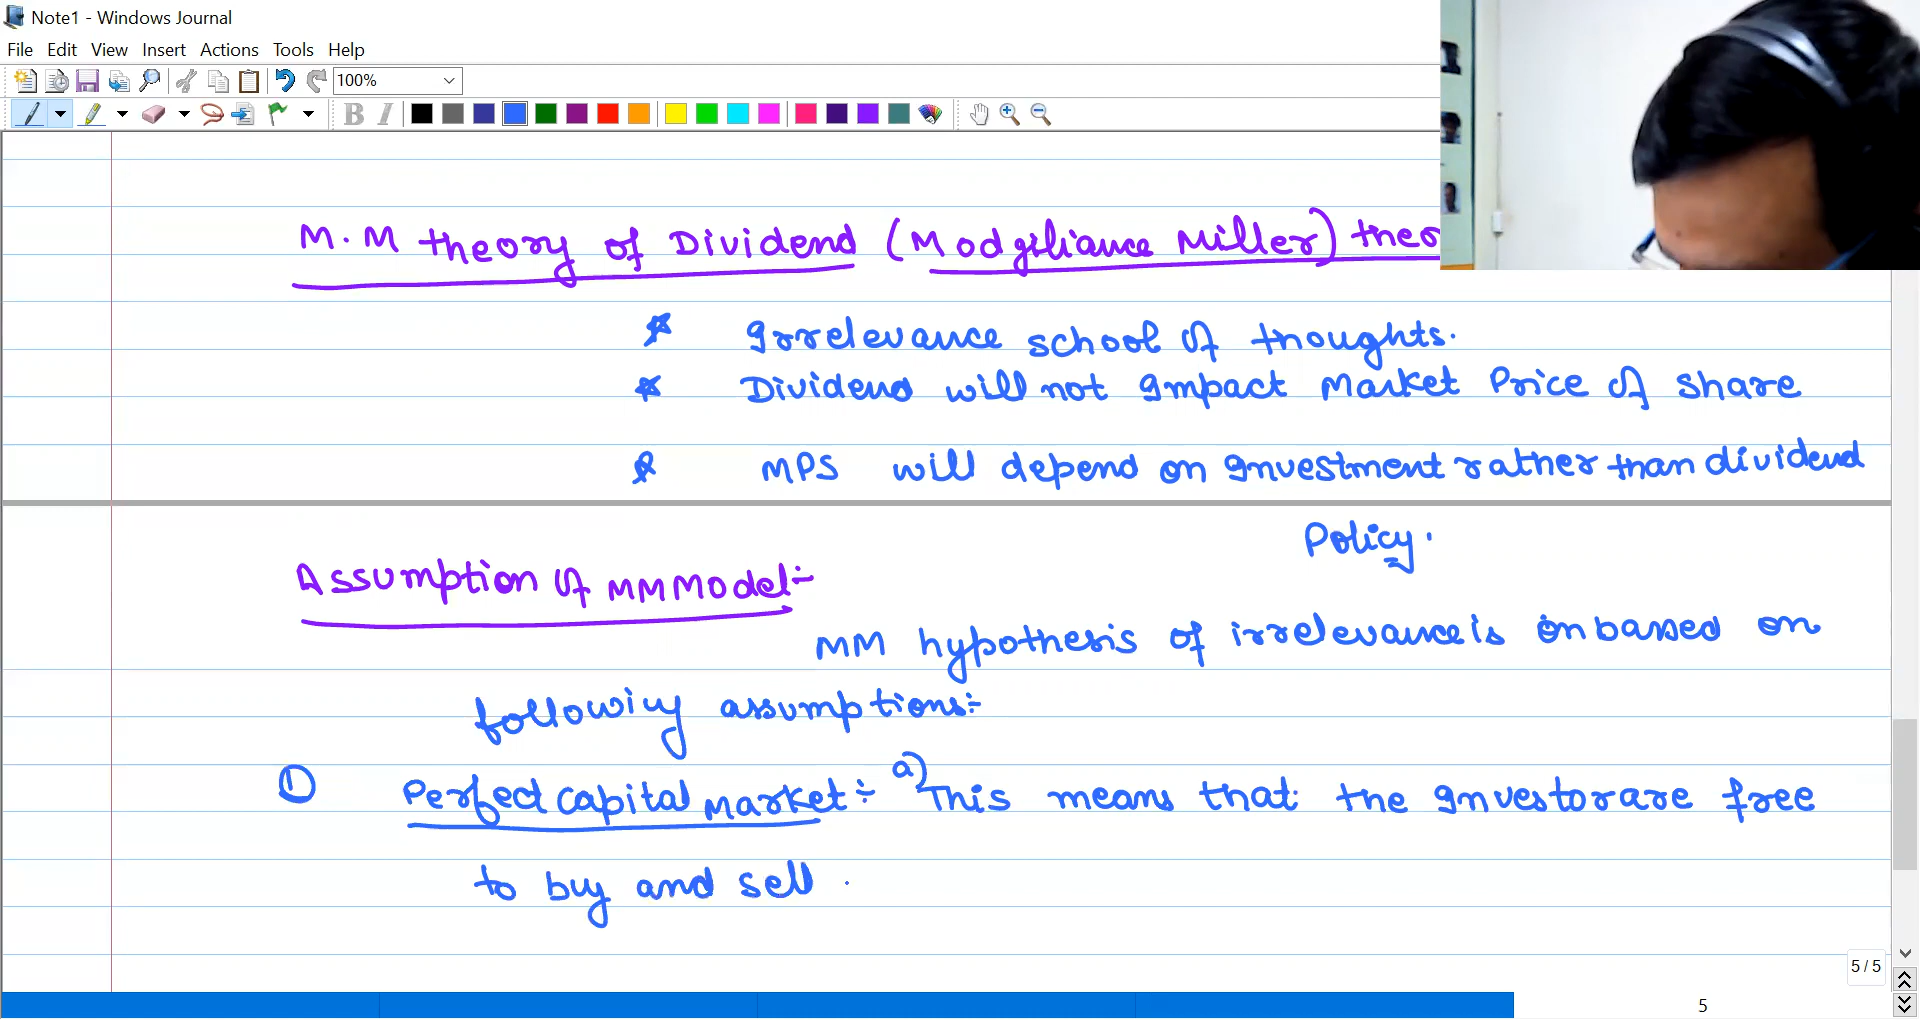 Note1 - Windows Journal
File Edit View Insert Actions Tools Help
100%
B I
M.M theory of Dividend (Modgiliance Miller) theo
Irrelevance school of thoughts.
Dividend will not Impact Market Price of share
MPS will depend on Investment rather than dividend
Policy.
Assumption of MM Model:-
MM hypothesis of irrelevance is on based on
following assumptions:-
① Perfect capital Market :- a) This means that the Investor are free
to buy and sell .
5 / 5
5